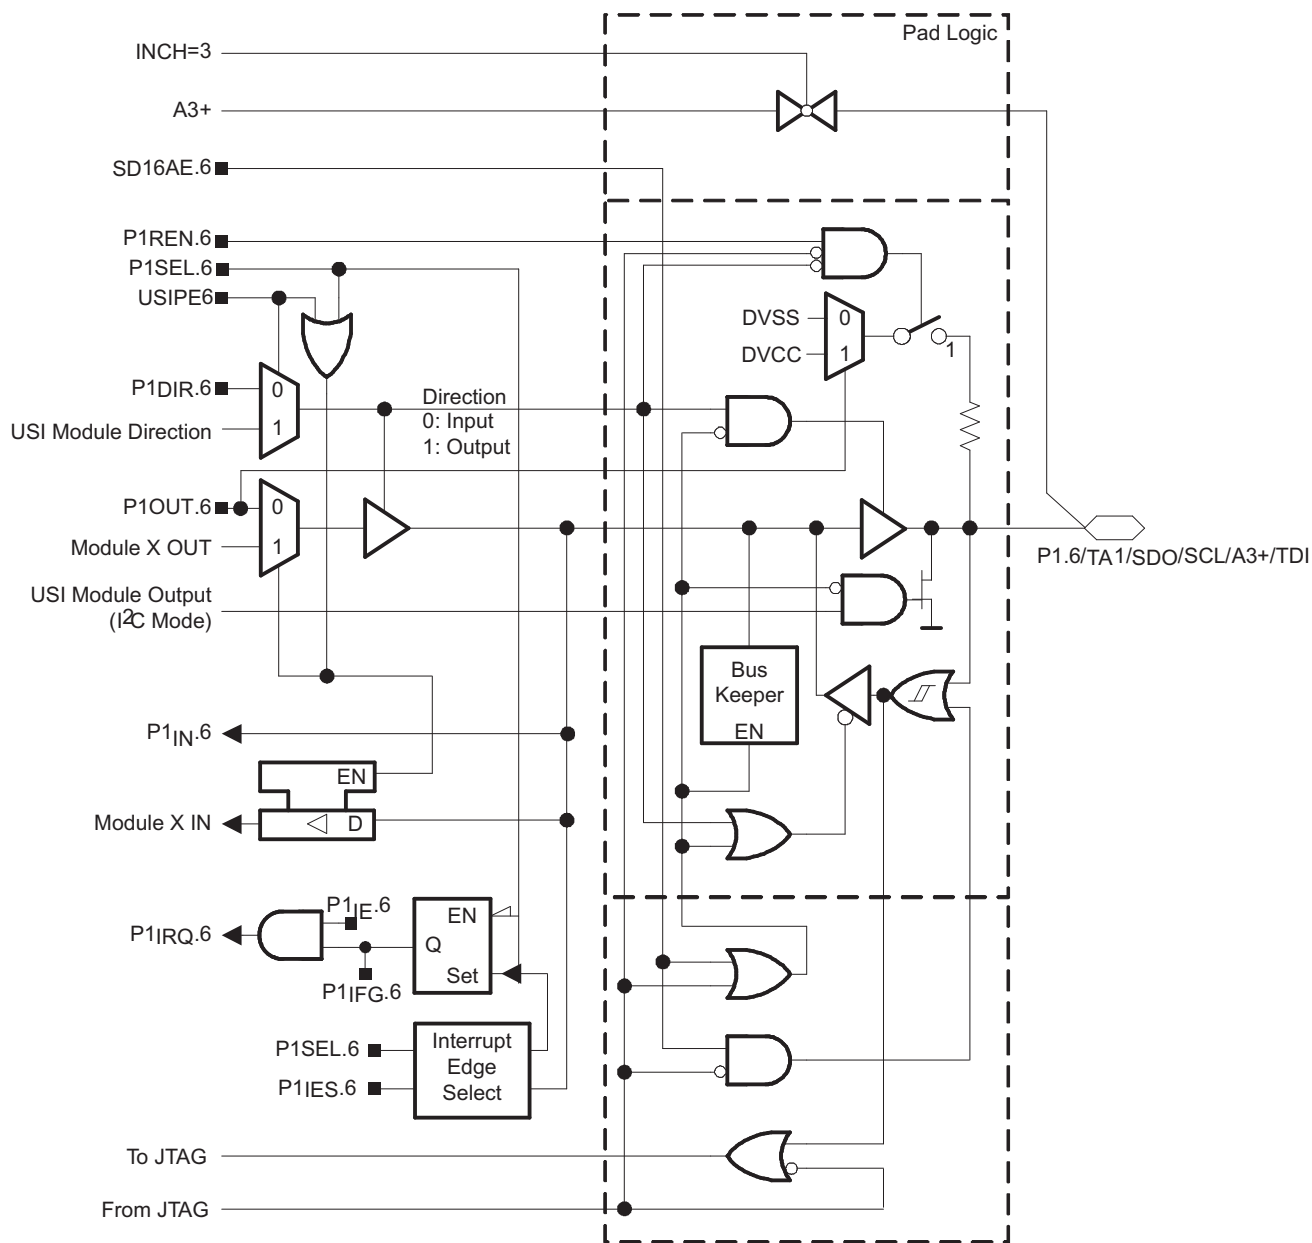 Pad Logic
INCH=3
A3+
SD16AE.6
P1REN.6
P1SEL.6
USIPE6
DVSS
0
DVCC
1
1
P1DIR.6
0
USI Module Direction
1
Direction
0: Input
1: Output
P1OUT.6
0
Module X OUT
1
P1.6/TA1/SDO/SCL/A3+/TDI
USI Module Output
(I2C Mode)
Bus
Keeper
EN
P1IN.6
EN
Module X IN
D
P1IE.6
P1IRQ.6
EN
Q
Set
P1IFG.6
P1SEL.6
P1IES.6
Interrupt
Edge
Select
To JTAG
From JTAG